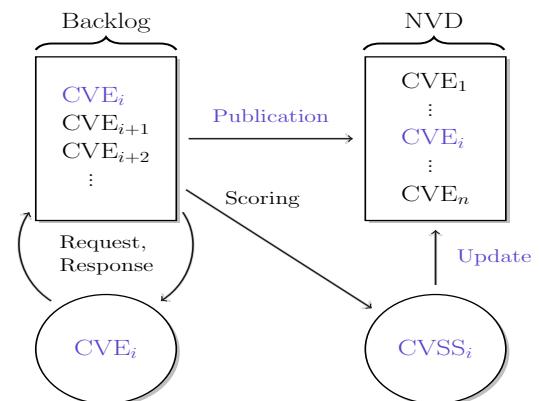 Backlog
NVD
CVE_i
CVE_{i+1}
CVE_{i+2}
⋮
Publication
CVE_1
⋮
CVE_i
⋮
CVE_n
Scoring
Request,
Response
Update
CVE_i
CVSS_i